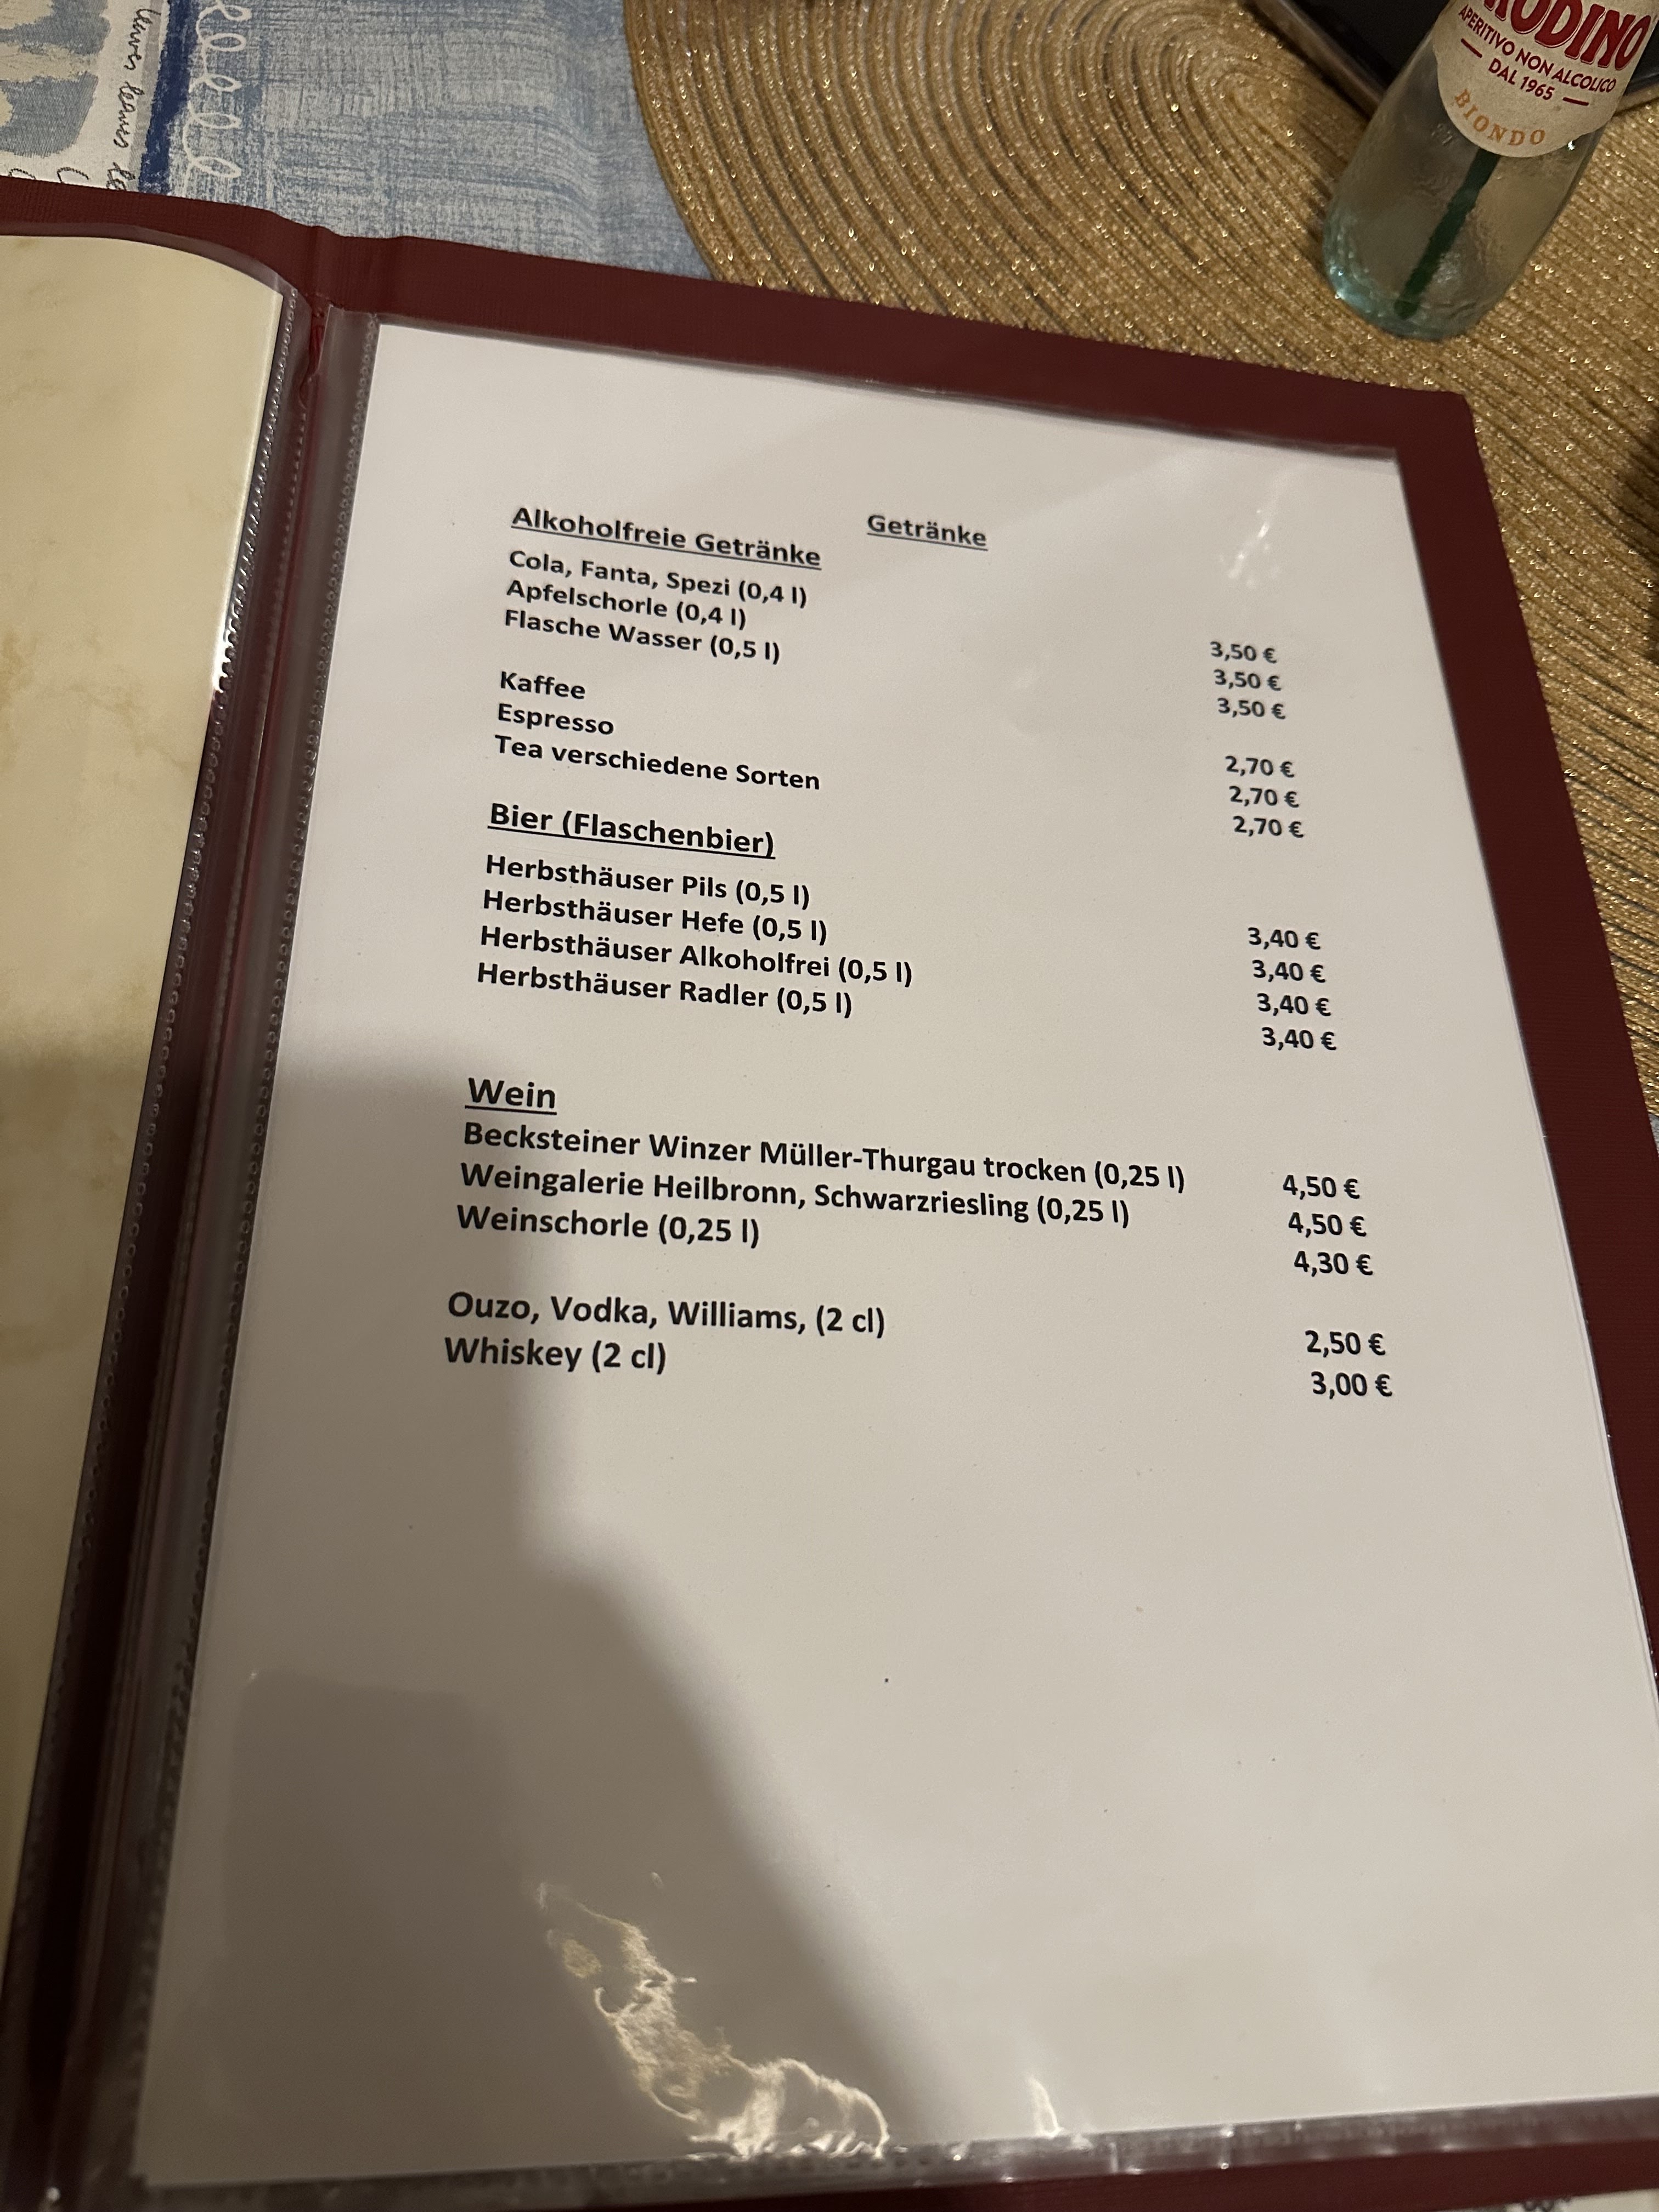 RODINO
APERITIVO NON ALCOLICO
DAL 1965
BIONDO
Getränke
Alkoholfreie Getränke
Cola, Fanta, Spezi (0,4 l) 3,50 €
Apfelschorle (0,4 l) 3,50 €
Flasche Wasser (0,5 l) 3,50 €
Kaffee 2,70 €
Espresso 2,70 €
Tea verschiedene Sorten 2,70 €
Bier (Flaschenbier)
Herbsthäuser Pils (0,5 l) 3,40 €
Herbsthäuser Hefe (0,5 l) 3,40 €
Herbsthäuser Alkoholfrei (0,5 l) 3,40 €
Herbsthäuser Radler (0,5 l) 3,40 €
Wein
Becksteiner Winzer Müller-Thurgau trocken (0,25 l) 4,50 €
Weingalerie Heilbronn, Schwarzriesling (0,25 l) 4,50 €
Weinschorle (0,25 l) 4,30 €
Ouzo, Vodka, Williams, (2 cl) 2,50 €
Whiskey (2 cl) 3,00 €